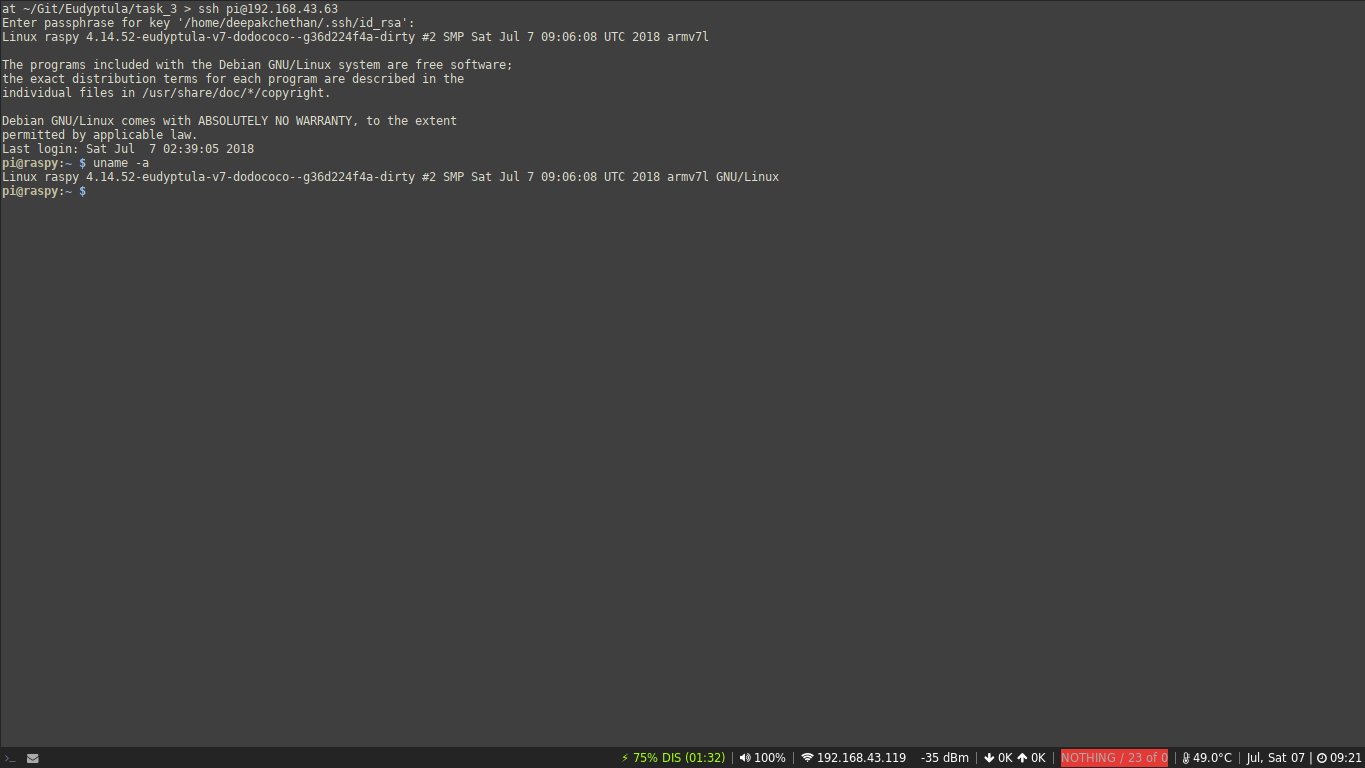 at ~/Git/Eudyptula/task_3 > ssh pi@192.168.43.63
Enter passphrase for key '/home/deepakchethan/.ssh/id_rsa':
Linux raspy 4.14.52-eudyptula-v7-dodococo--g36d224f4a-dirty #2 SMP Sat Jul 7 09:06:08 UTC 2018 armv7l

The programs included with the Debian GNU/Linux system are free software;
the exact distribution terms for each program are described in the
individual files in /usr/share/doc/*/copyright.

Debian GNU/Linux comes with ABSOLUTELY NO WARRANTY, to the extent
permitted by applicable law.
Last login: Sat Jul  7 02:39:05 2018
pi@raspy:~ $ uname -a
Linux raspy 4.14.52-eudyptula-v7-dodococo--g36d224f4a-dirty #2 SMP Sat Jul 7 09:06:08 UTC 2018 armv7l GNU/Linux
pi@raspy:~ $
>_ 75% DIS (01:32) | 100% | 192.168.43.119 -35 dBm | 0K 0K | NOTHING / 23 of 0 | 49.0°C | Jul, Sat 07 | 09:21